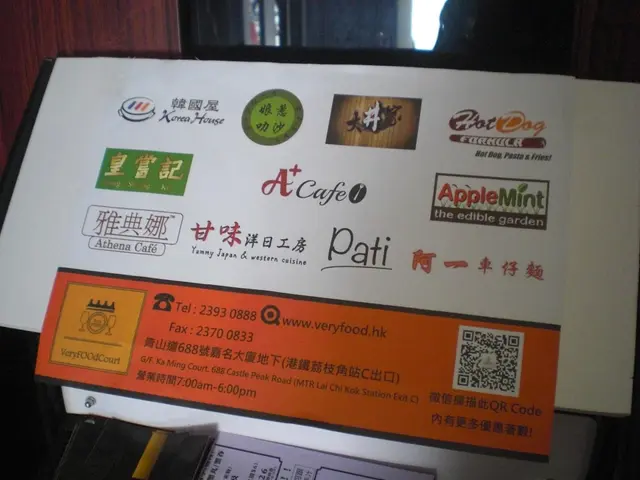 韓國屋
Korea House
娘惹
叻沙
大井家
Hot Dog
FORMULA
Hot Dog, Pasta & Fries!
皇嘗記
A+ Cafe
AppleMint
the edible garden
雅典娜
Athena Café
甘味洋日工房
Yummy Japan & western cuisine
Pati
阿一車仔麵
Tel : 2393 0888
www.veryfood.hk
Fax : 2370 0833
青山道688號嘉名大廈地下(港鐵荔枝角站C出口)
G/F, Ka Ming Court, 688 Castle Peak Road (MTR Lai Chi Kok Station Exit C)
營業時間7:00am-6:00pm
VeryFOODCourt
微信掃描此QR Code
內有更多優惠著數!